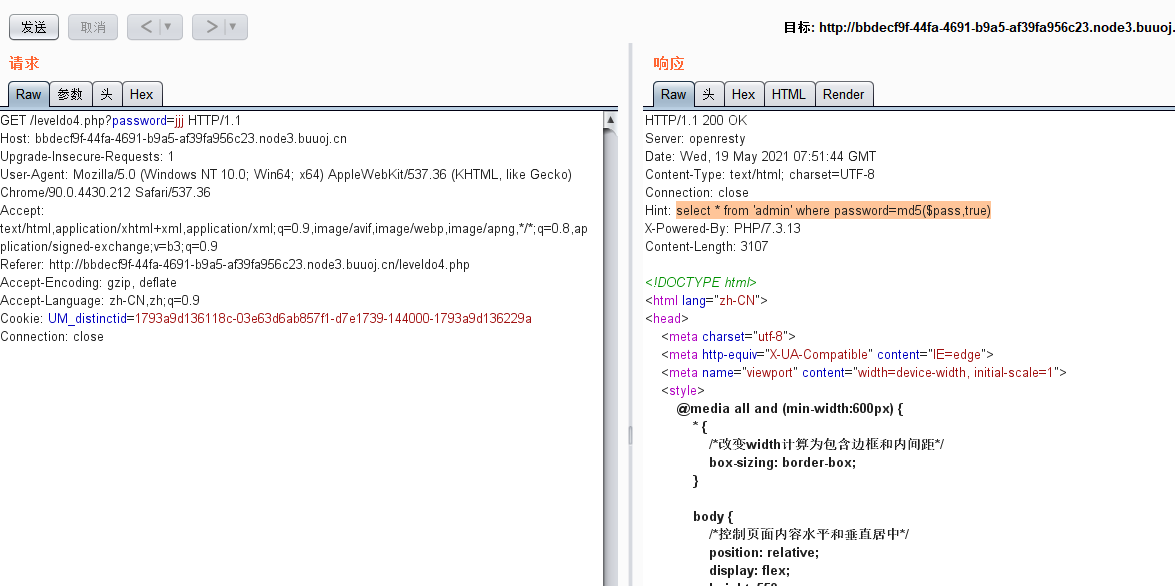 发送 取消 < ▼ > ▼ 目标: http://bbdecf9f-44fa-4691-b9a5-af39fa956c23.node3.buuoj.
请求
Raw 参数 头 Hex
GET /leveldo4.php?password=jjj HTTP/1.1
Host: bbdecf9f-44fa-4691-b9a5-af39fa956c23.node3.buuoj.cn
Upgrade-Insecure-Requests: 1
User-Agent: Mozilla/5.0 (Windows NT 10.0; Win64; x64) AppleWebKit/537.36 (KHTML, like Gecko)
Chrome/90.0.4430.212 Safari/537.36
Accept:
text/html,application/xhtml+xml,application/xml;q=0.9,image/avif,image/webp,image/apng,*/*;q=0.8,ap
plication/signed-exchange;v=b3;q=0.9
Referer: http://bbdecf9f-44fa-4691-b9a5-af39fa956c23.node3.buuoj.cn/leveldo4.php
Accept-Encoding: gzip, deflate
Accept-Language: zh-CN,zh;q=0.9
Cookie: UM_distinctid=1793a9d136118c-03e63d6ab857f1-d7e1739-144000-1793a9d136229a
Connection: close
响应
Raw 头 Hex HTML Render
HTTP/1.1 200 OK
Server: openresty
Date: Wed, 19 May 2021 07:51:44 GMT
Content-Type: text/html; charset=UTF-8
Connection: close
Hint: select * from 'admin' where password=md5($pass,true)
X-Powered-By: PHP/7.3.13
Content-Length: 3107
<!DOCTYPE html>
<html lang="zh-CN">
<head>
<meta charset="utf-8">
<meta http-equiv="X-UA-Compatible" content="IE=edge">
<meta name="viewport" content="width=device-width, initial-scale=1">
<style>
@media all and (min-width:600px) {
* {
/*改变width计算为包含边框和内间距*/
box-sizing: border-box;
}
body {
/*控制页面内容水平和垂直居中*/
position: relative;
display: flex;